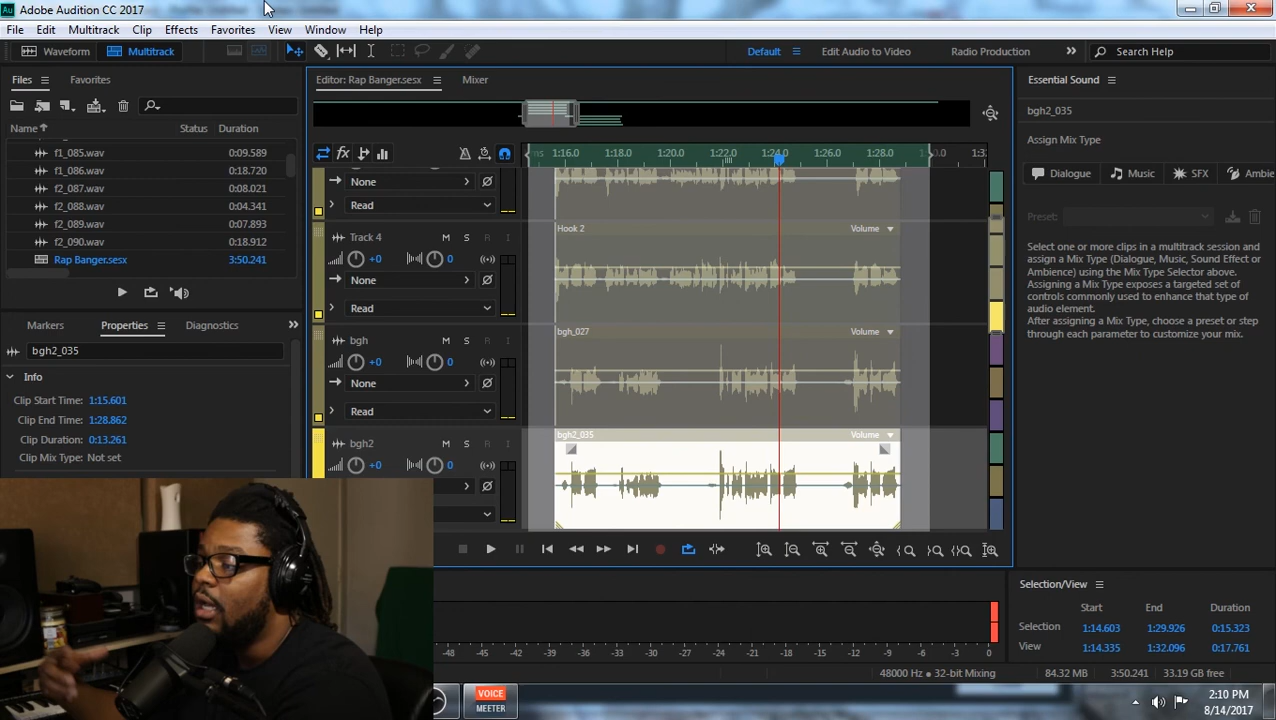 Au Adobe Audition CC 2017
File Edit Multitrack Clip Effects Favorites View Window Help
Waveform Multitrack Default Edit Audio to Video Radio Production Search Help
Files Favorites
Name Status Duration
f1_085.wav 0:09.589
f1_086.wav 0:18.720
f2_087.wav 0:08.021
f2_088.wav 0:04.341
f2_089.wav 0:07.893
f2_090.wav 0:18.912
Rap Banger.sesx 3:50.241
Markers Properties Diagnostics
bgh2_035
Info
Clip Start Time: 1:15.601
Clip End Time: 1:28.862
Clip Duration: 0:13.261
Clip Mix Type: Not set
Editor: Rap Banger.sesx Mixer
fx
ms 1:16.0 1:18.0 1:20.0 1:22.0 1:24.0 1:26.0 1:28.0 1:30.0
None
Read
Track 4 M S R I
+0 0
None
Read
Hook 2 Volume
bgh M S R I
+0 0
None
Read
bgh_027 Volume
bgh2 M S R I
+0 0
bgh2_035 Volume
-48 -45 -42 -39 -36 -33 -30 -27 -24 -21 -18 -15 -12 -9 -6 -3 0
48000 Hz • 32-bit Mixing 84.32 MB 3:50.241 33.19 GB free
Essential Sound
bgh2_035
Assign Mix Type
Dialogue Music SFX Ambie
Preset:
Select one or more clips in a multitrack session and
assign a Mix Type (Dialogue, Music, Sound Effect or
Ambience) using the Mix Type Selector above.
Assigning a Mix Type exposes a targeted set of
controls commonly used to enhance that type of
audio element.
After assigning a Mix Type, choose a preset or step
through each parameter to customize your mix.
Selection/View
Start End Duration
Selection 1:14.603 1:29.926 0:15.323
View 1:14.335 1:32.096 0:17.761
VOICE
MEETER
2:10 PM
8/14/2017